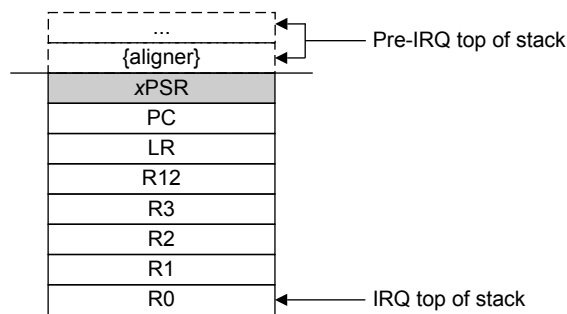 ...
Pre-IRQ top of stack
{aligner}
xPSR
PC
LR
R12
R3
R2
R1
R0
IRQ top of stack